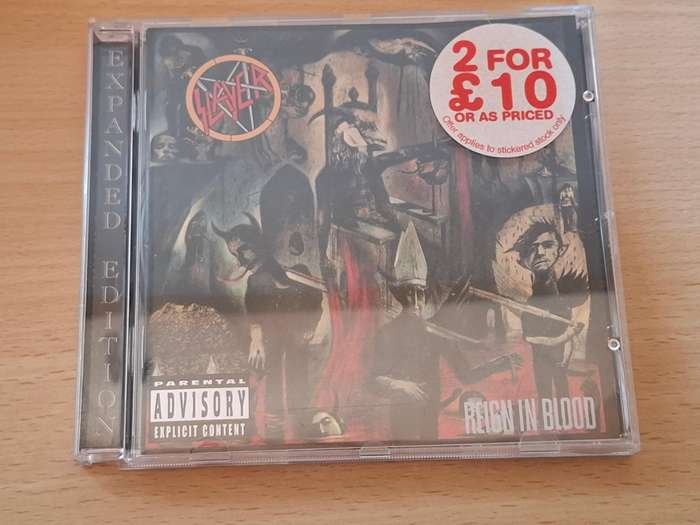 EXPANDED EDITION
SLAYER
2 FOR
£10
OR AS PRICED
Offer applies to stickered stock only
PARENTAL
ADVISORY
EXPLICIT CONTENT
REIGN IN BLOOD